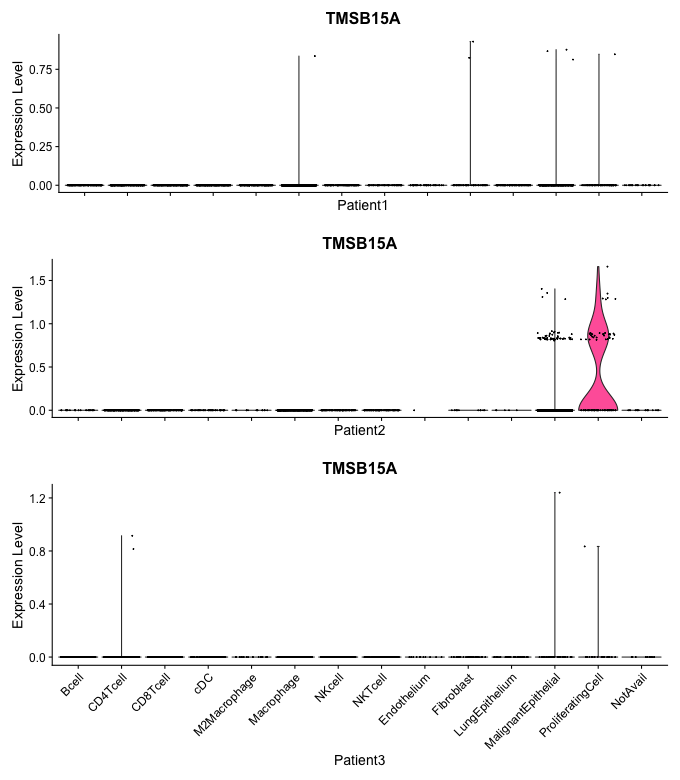 TMSB15A
Expression Level
0.75
0.50
0.25
0.00
Patient1
TMSB15A
Expression Level
1.5
1.0
0.5
0.0
Patient2
TMSB15A
Expression Level
1.2
0.8
0.4
0.0
Bcell
CD4Tcell
CD8Tcell
cDC
M2Macrophage
Macrophage
NKcell
NKTcell
Endothelium
Fibroblast
LungEpithelium
MalignantEpithelial
ProliferatingCell
NotAvail
Patient3